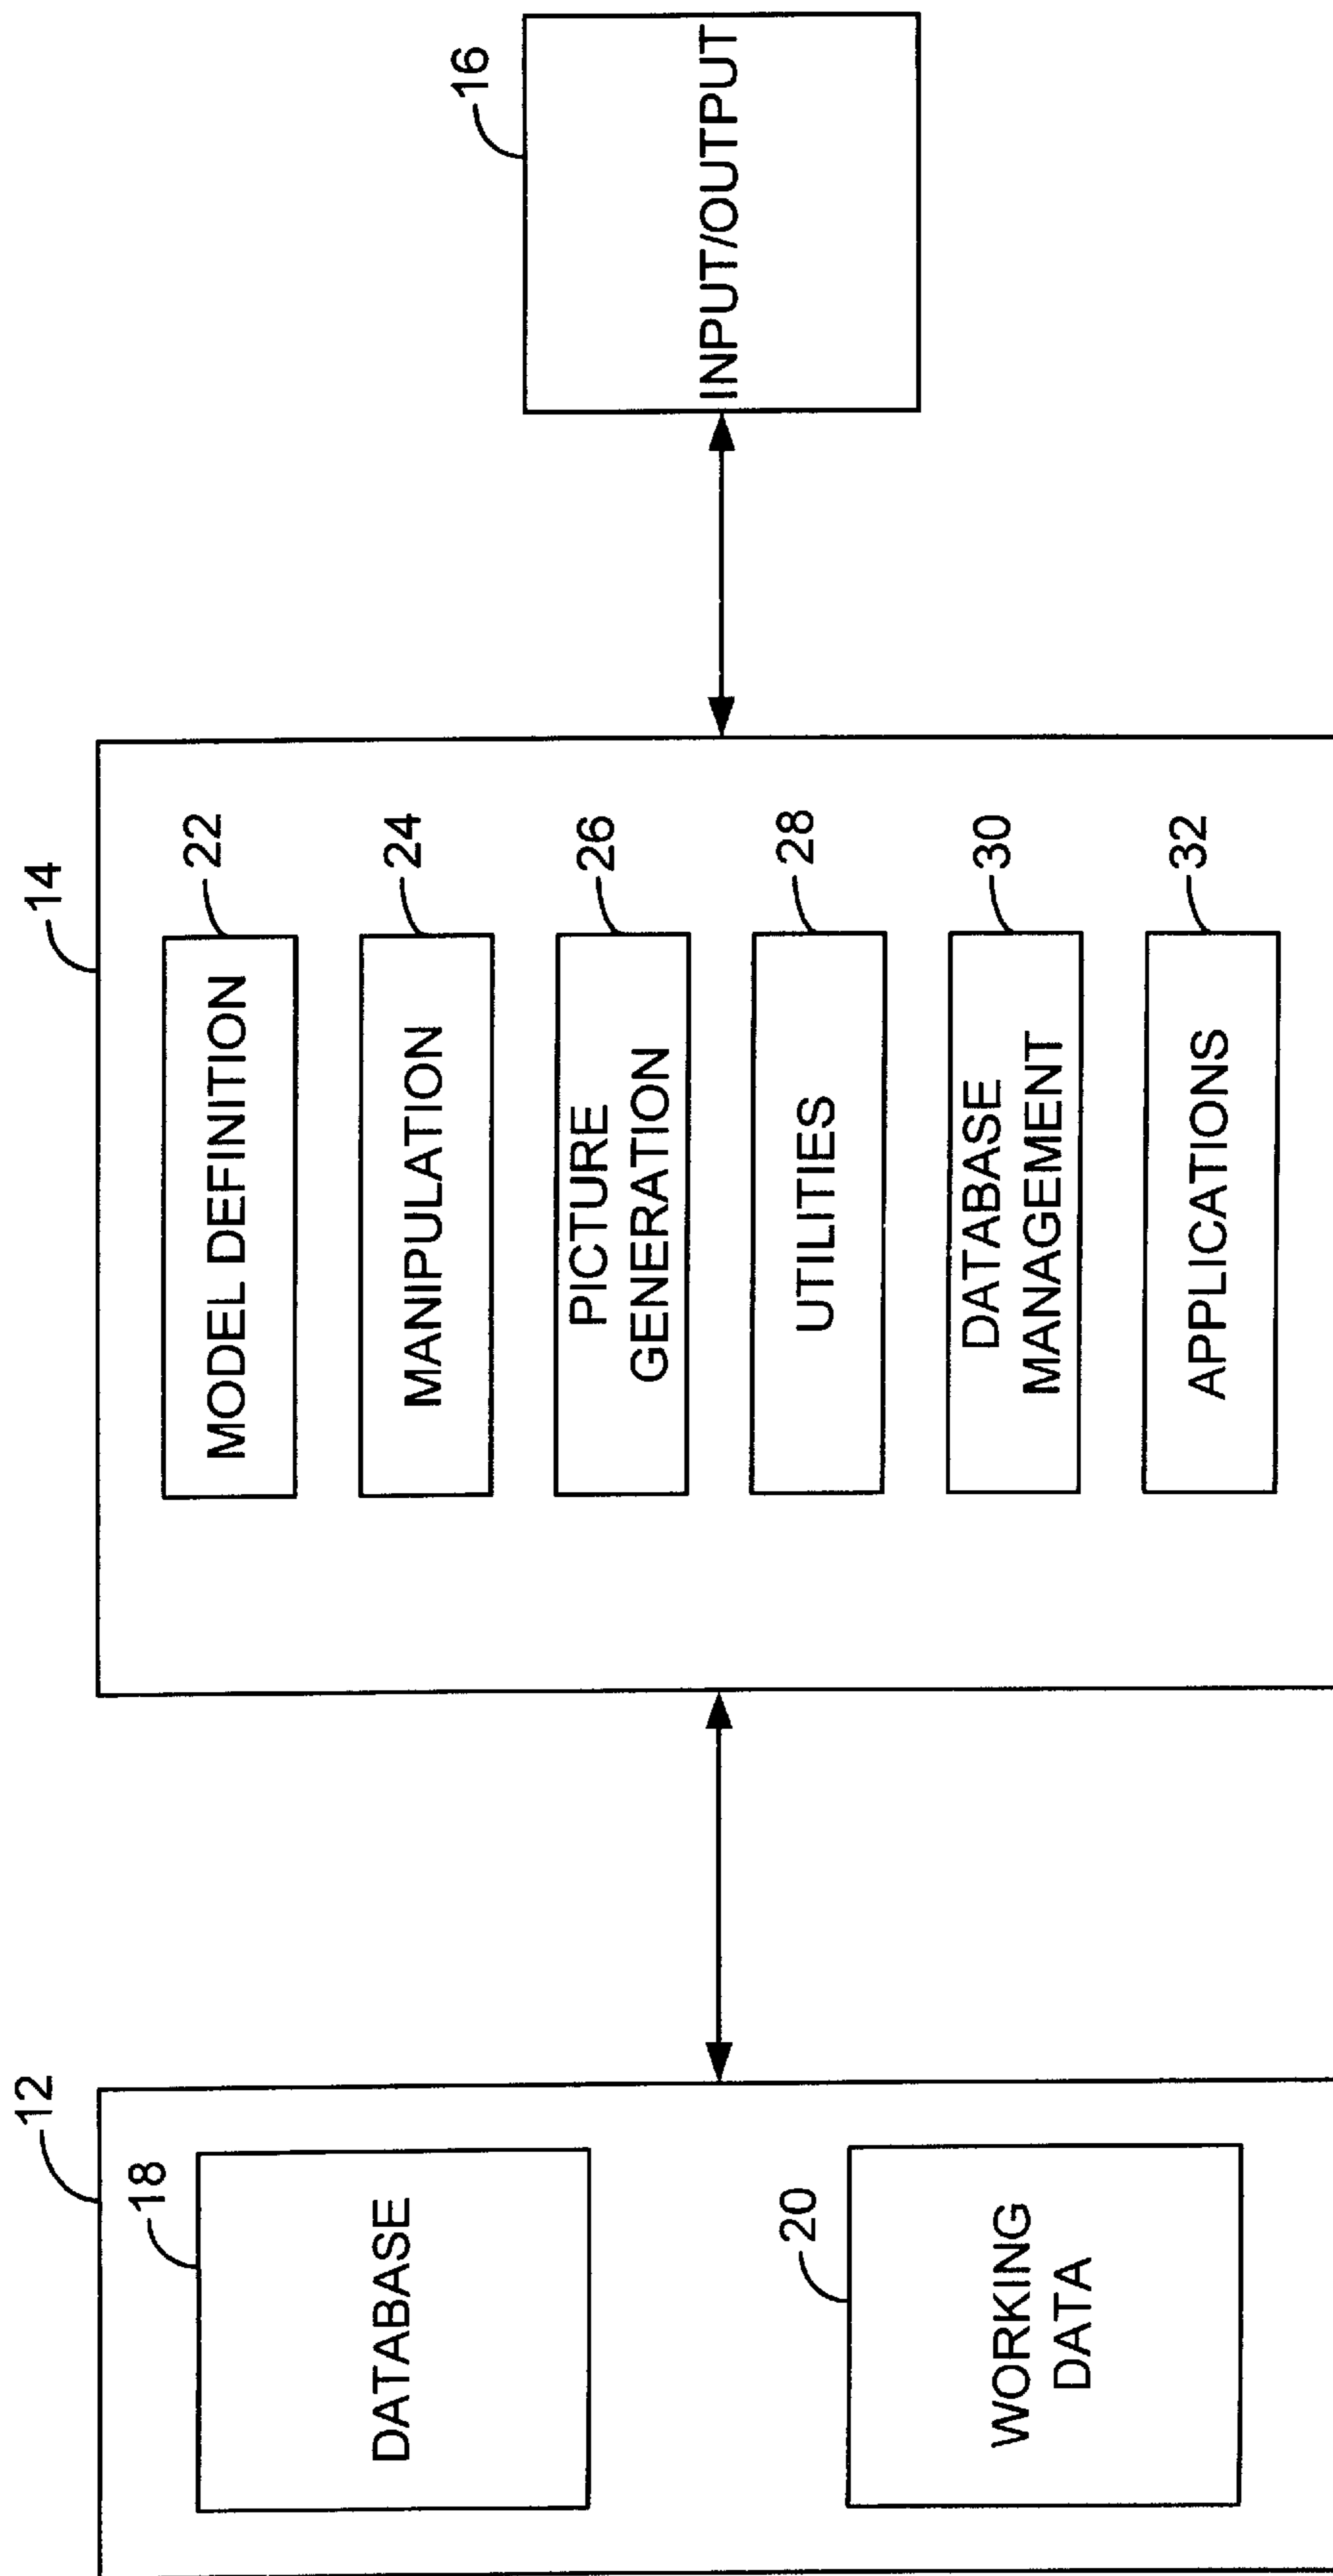 12
18
DATABASE
20
WORKING
DATA
14
MODEL DEFINITION
22
MANIPULATION
24
PICTURE
GENERATION
26
UTILITIES
28
DATABASE
MANAGEMENT
30
APPLICATIONS
32
16
INPUT/OUTPUT